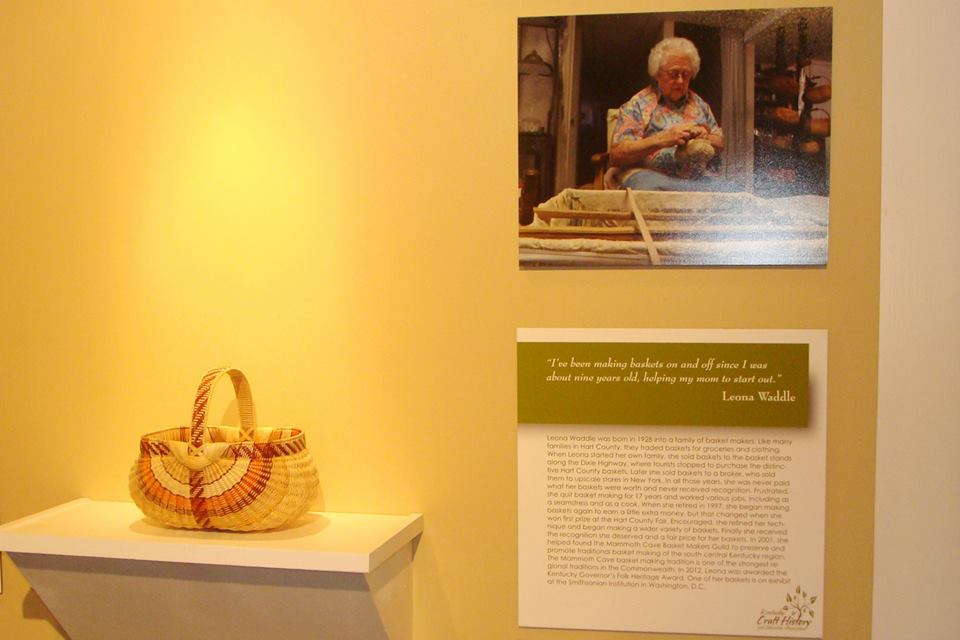 "I've been making baskets on and off since I was
about nine years old, helping my mom to start out."
Leona Waddle
Leona Waddle was born in 1928 into a family of basket makers. Like many
families in Hart County, they traded baskets for groceries and clothing.
When Leona started her own family, she sold baskets to the basket stands
along the Dixie Highway, where tourists stopped to purchase the distinc-
tive Hart County baskets. Later she sold baskets to a broker, who sold
them to upscale stores in New York. In all those years, she was never paid
what her baskets were worth and never received recognition. Frustrated,
she quit basket making for 17 years and worked various jobs, including as
a seamstress and as a cook. When she retired in 1997, she began making
baskets again to earn a little extra money, but that changed when she
won first prize at the Hart County Fair. Encouraged, she refined her tech-
nique and began making a wider variety of baskets. Finally she received
the recognition she deserved and a fair price for her baskets. In 2001, she
helped found the Mammoth Cave Basket Makers Guild to preserve and
promote traditional basket making of the south central Kentucky region.
The Mammoth Cave basket making tradition is one of the strongest re-
gional traditions in the Commonwealth. In 2012, Leona was awarded the
Kentucky Governor's Folk Heritage Award. One of her baskets is on exhibit
at the Smithsonian Institution in Washington, D.C.
Kentucky
Craft History
and Education Association